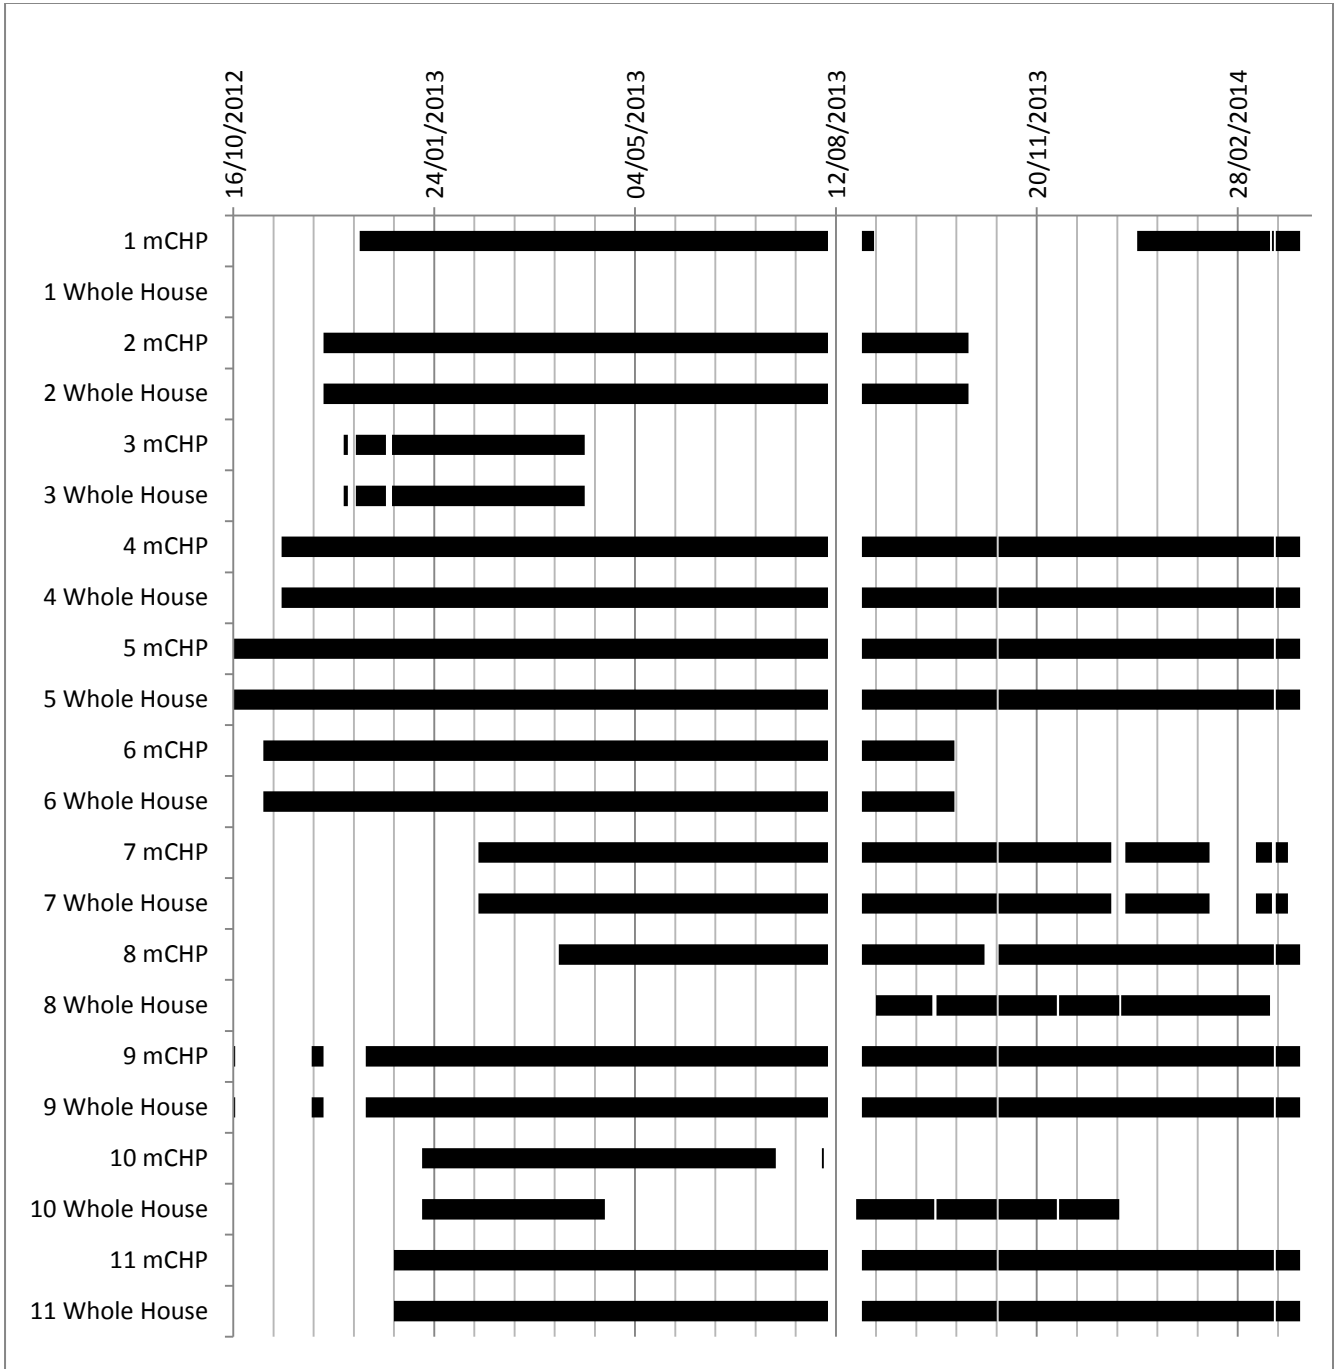 16/10/2012
24/01/2013
04/05/2013
12/08/2013
20/11/2013
28/02/2014
1 mCHP
1 Whole House
2 mCHP
2 Whole House
3 mCHP
3 Whole House
4 mCHP
4 Whole House
5 mCHP
5 Whole House
6 mCHP
6 Whole House
7 mCHP
7 Whole House
8 mCHP
8 Whole House
9 mCHP
9 Whole House
10 mCHP
10 Whole House
11 mCHP
11 Whole House